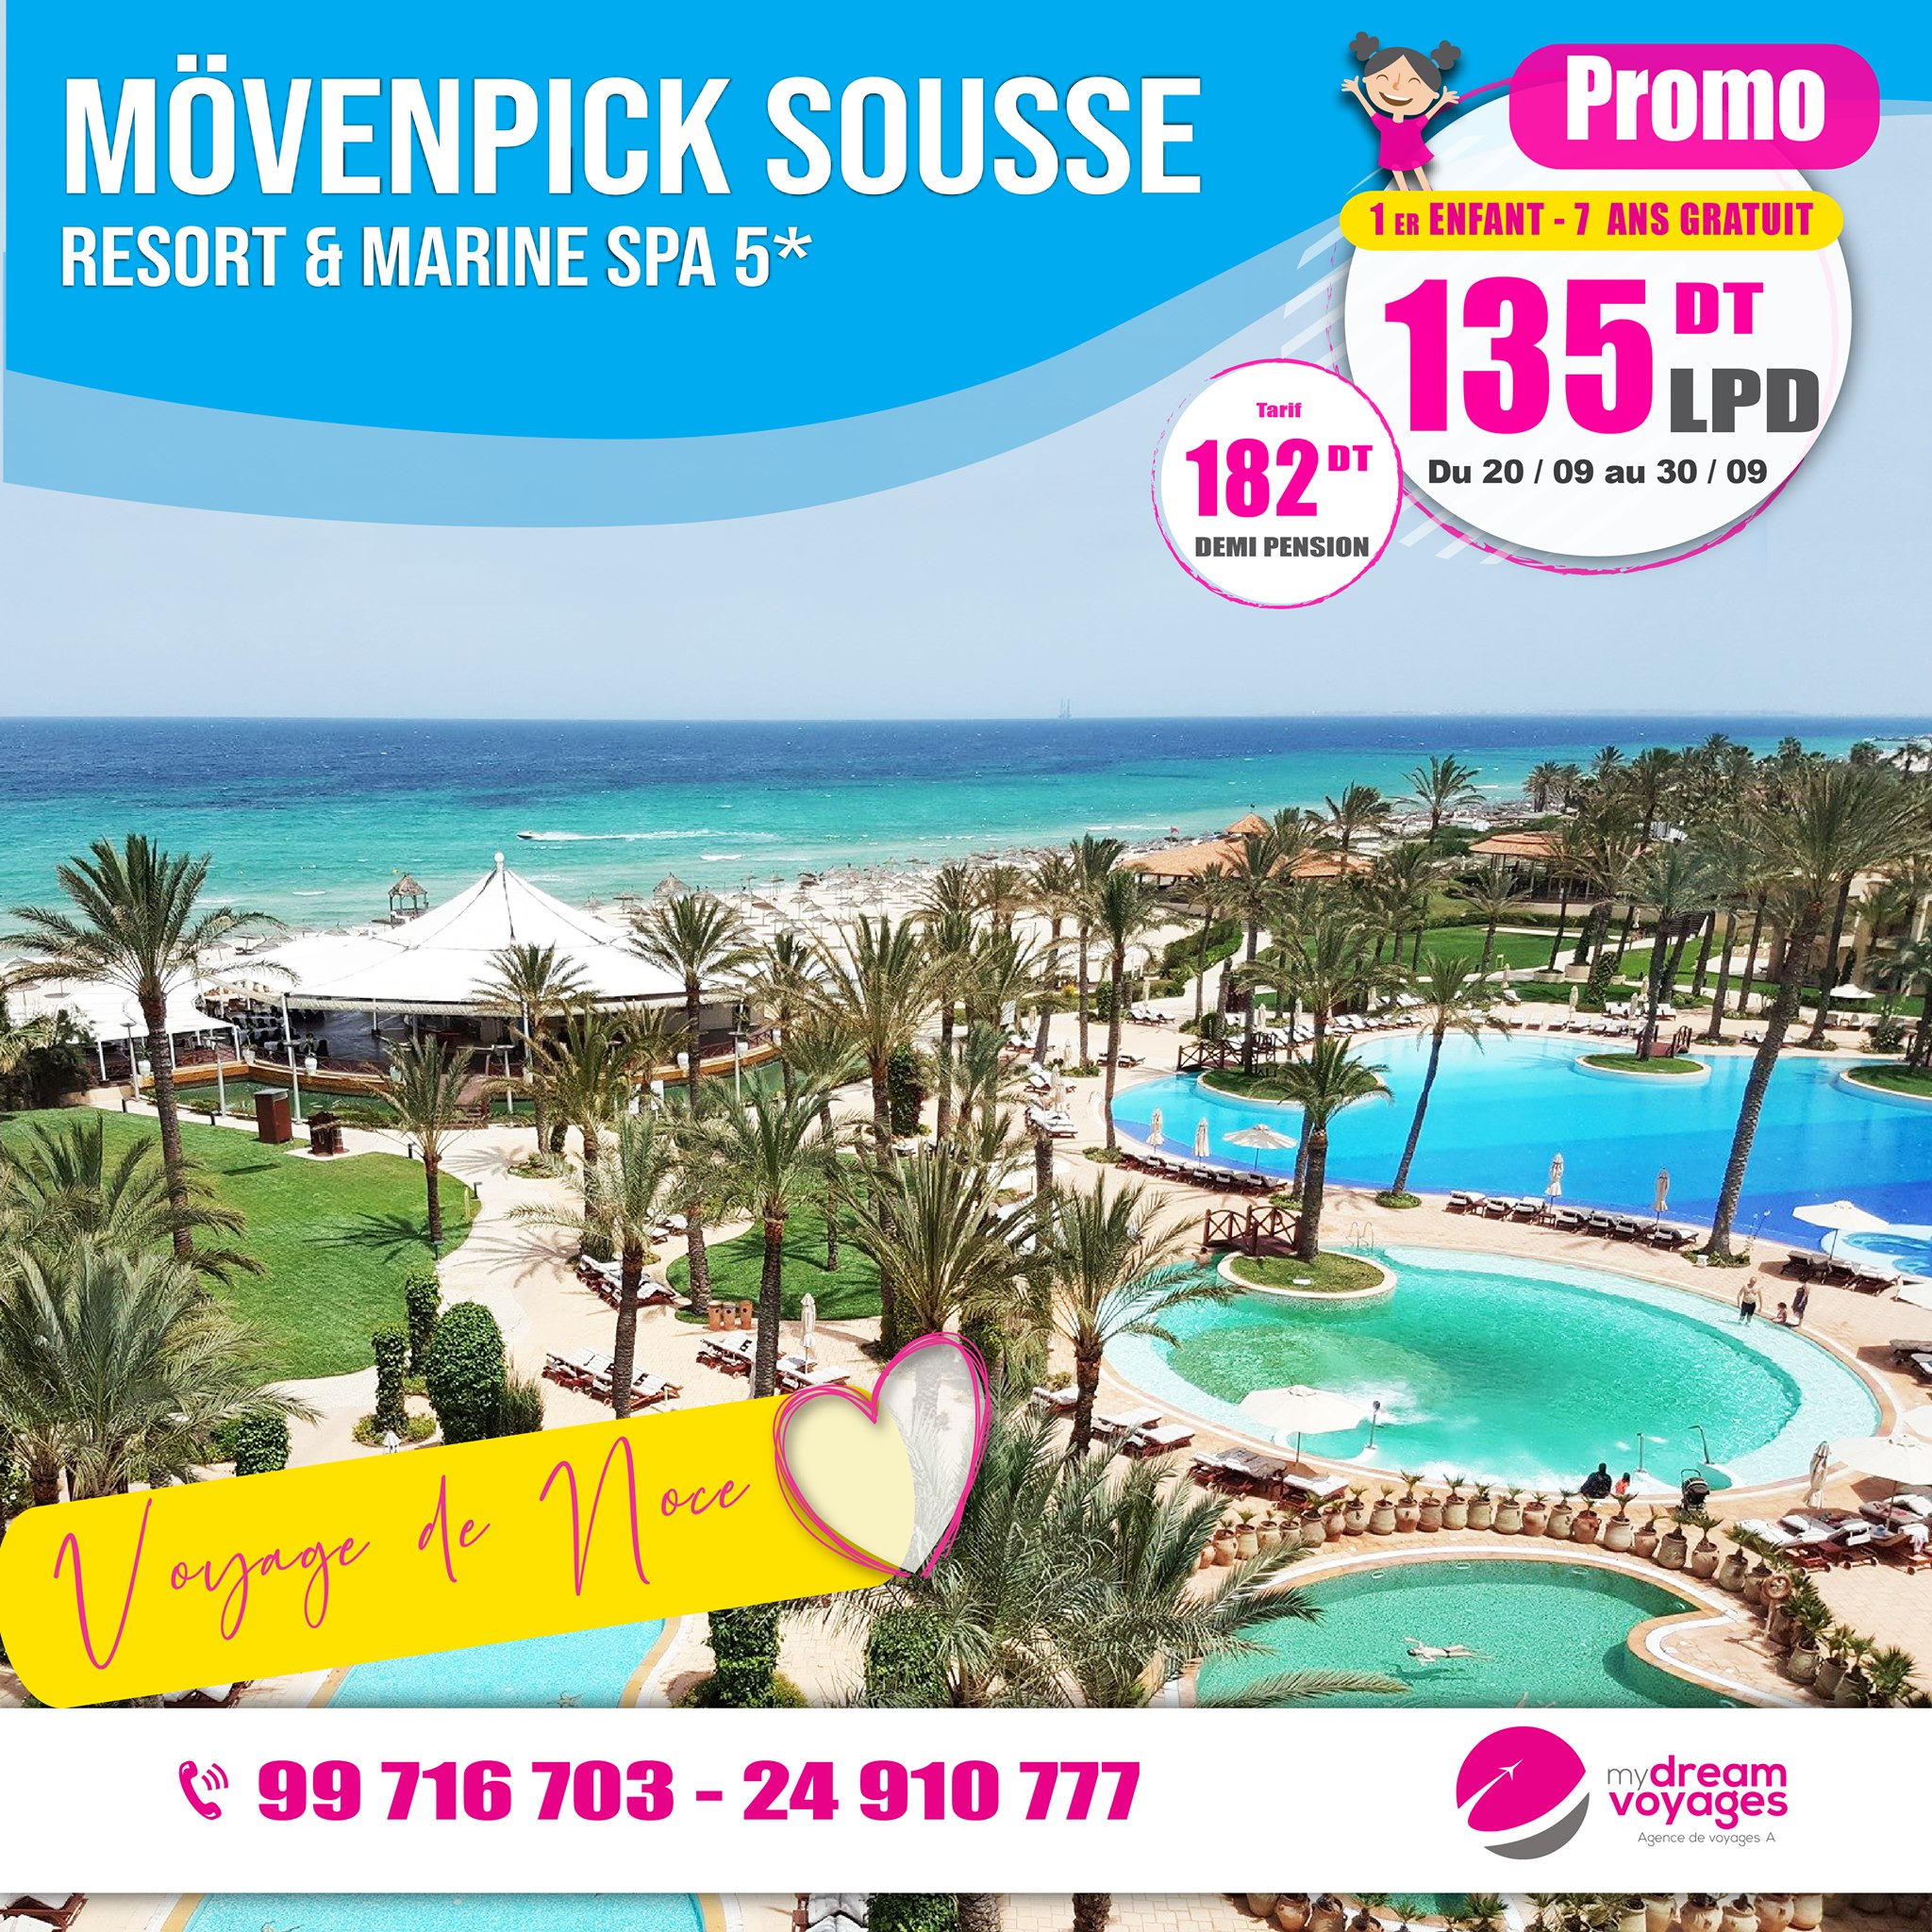 MÖVENPICK SOUSSE
RESORT & MARINE SPA 5*
Promo
1 ER ENFANT - 7 ANS GRATUIT
135 DT
LPD
Du 20 / 09 au 30 / 09
Tarif
182 DT
DEMI PENSION
Voyage de Noce
99 716 703 - 24 910 777
mydream
voyages
Agence de voyages A